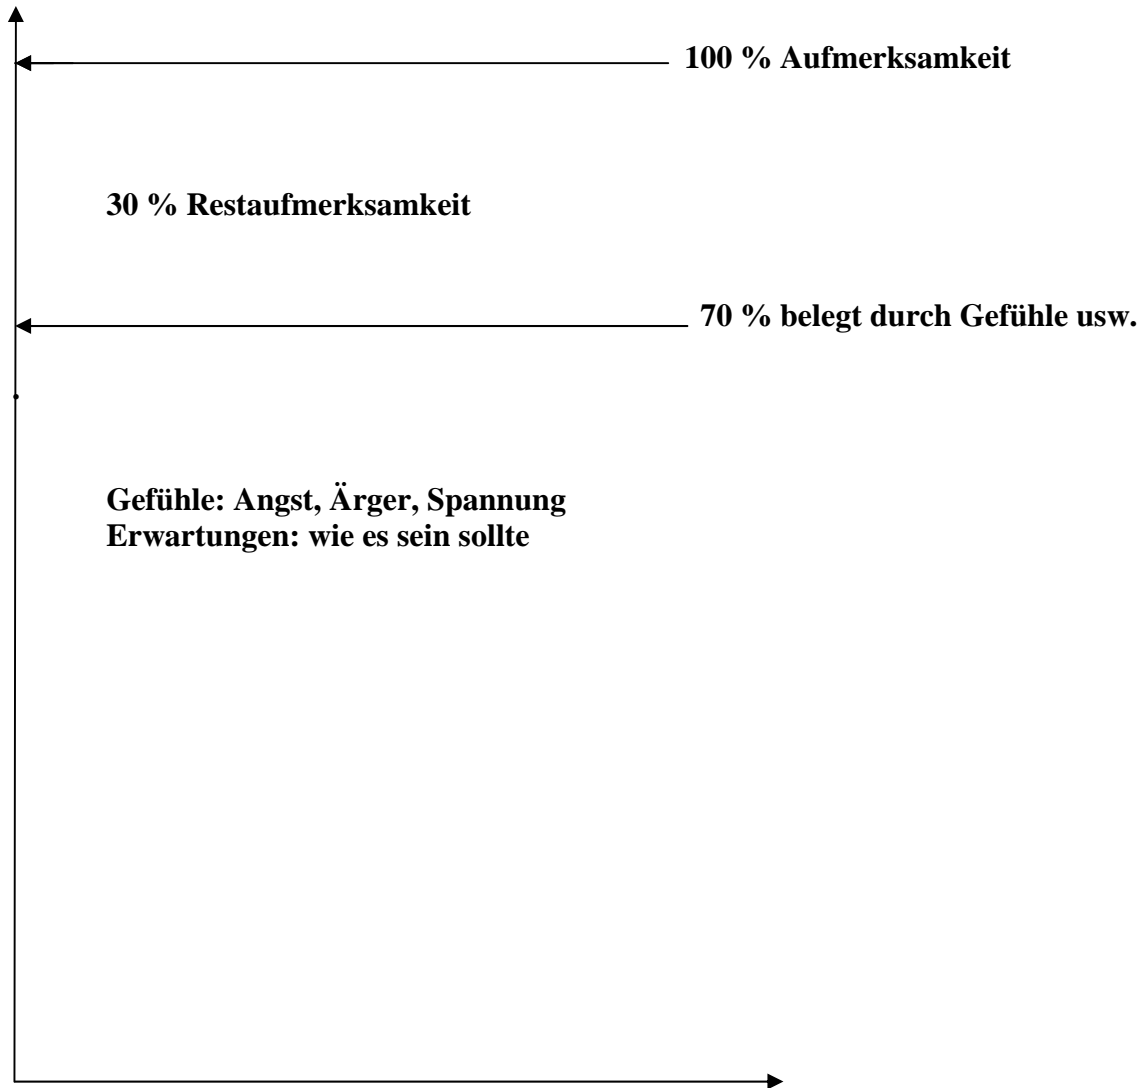 100 % Aufmerksamkeit
30 % Restaufmerksamkeit
70 % belegt durch Gefühle usw.
Gefühle: Angst, Ärger, Spannung
Erwartungen: wie es sein sollte